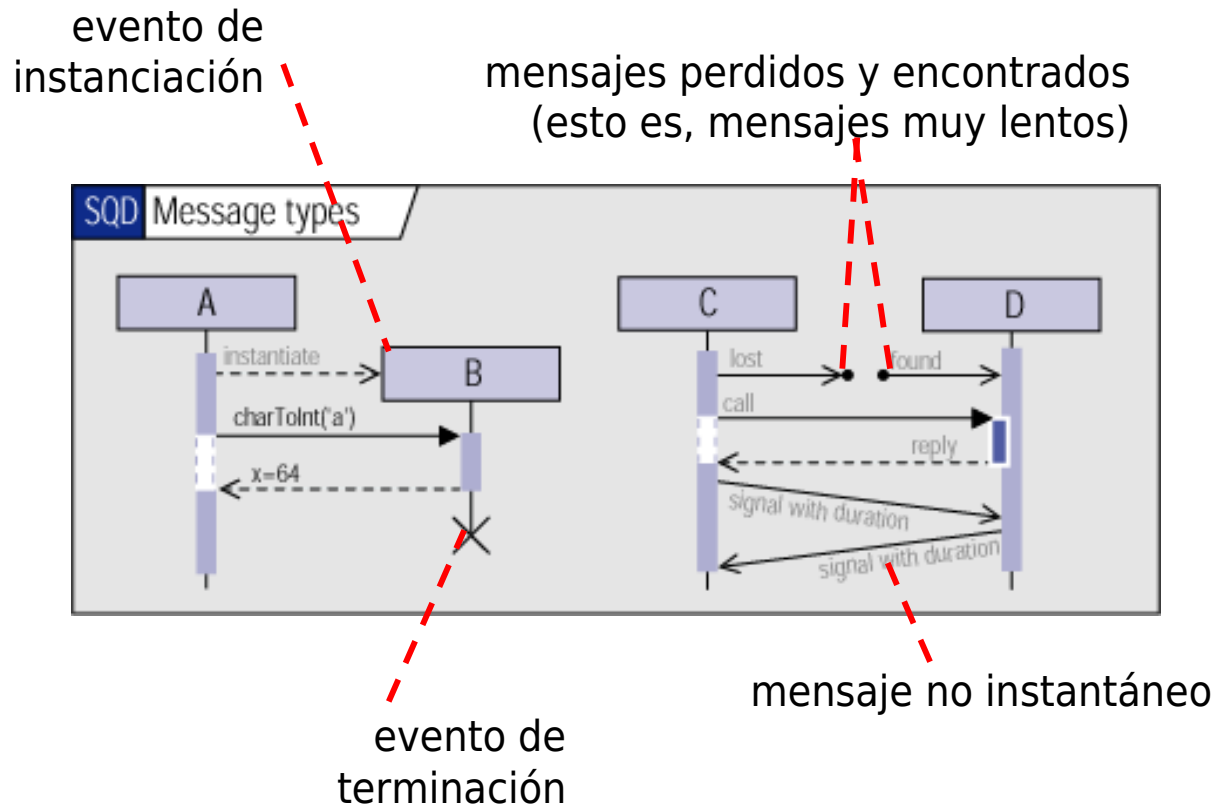 evento de
instanciación
mensajes perdidos y encontrados
(esto es, mensajes muy lentos)
SQD Message types
A
C
D
instantiate
B
lost
found
call
charToInt('a')
reply
x=64
signal with duration
signal with duration
mensaje no instantáneo
evento de
terminación